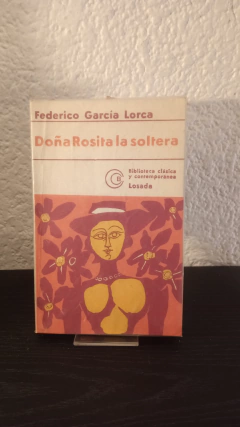 Federico García Lorca
Doña Rosita la soltera
Biblioteca clásica
y contemporánea
Losada